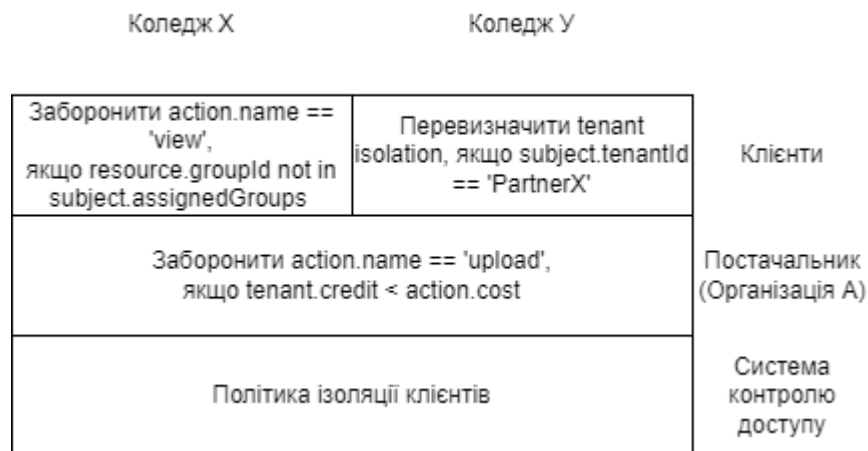 Коледж X
Коледж У
Заборонити action.name ==
'view',
якщо resource.groupId not in
subject.assignedGroups
Перевизначити tenant
isolation, якщо subject.tenantId
== 'PartnerX'
Клієнти
Заборонити action.name == 'upload',
якщо tenant.credit < action.cost
Постачальник
(Організація А)
Політика ізоляції клієнтів
Система
контролю
доступу